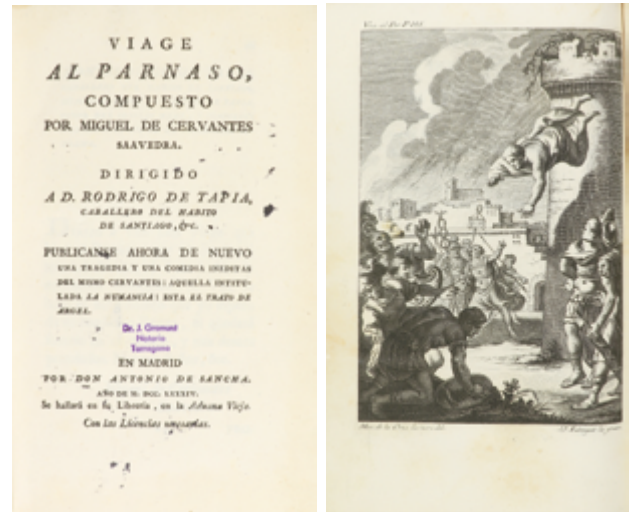 VIAGE
AL PARNASO,
COMPUESTO
POR MIGUEL DE CERVANTES
SAAVEDRA.
DIRIGIDO
A D. RODRIGO DE TAPIA,
CABALLERO DEL HABITO
DE SANTIAGO, &C.
PUBLICANSE AHORA DE NUEVO
UNA TRAGEDIA Y UNA COMEDIA INEDITAS
DEL MISMO CERVANTES: AQUELLA INTITU-
LADA LA NUMANCIA: ESTA EL TRATO DE
ARGEL.
Dr. J. Gramunt
Notario
Tarragona
EN MADRID
POR DON ANTONIO DE SANCHA.
AÑO DE M. DCC. LXXXIV.
Se hallará en su Librería, en la Aduana Vieja.
Con las Licencias necesarias.